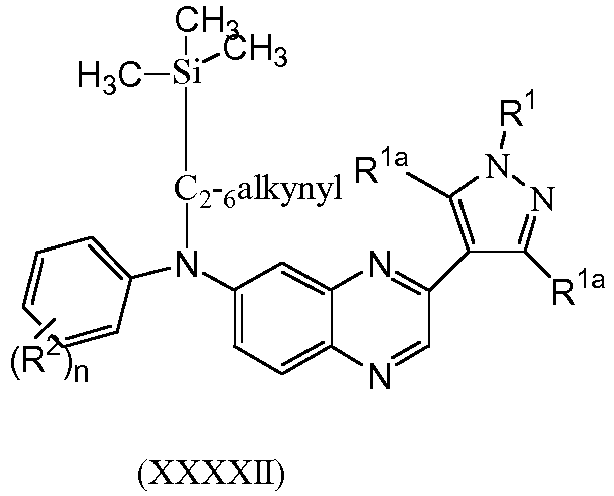 CH3
H3C Si CH3
R1
R1a N
C2-6alkynyl N
N N R1a
(R2)n
N
(XXXXII)